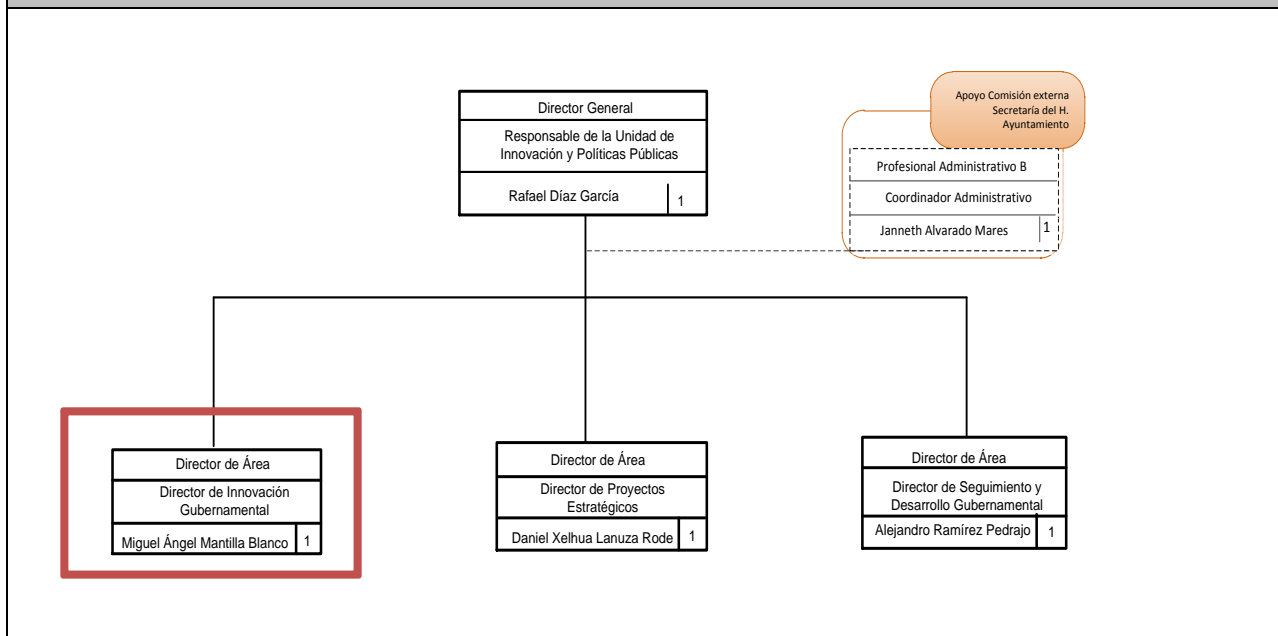 Apoyo Comisión externa
Secretaría del H.
Ayuntamiento
Director General
Responsable de la Unidad de
Innovación y Políticas Públicas
Rafael Díaz García 1
Profesional Administrativo B
Coordinador Administrativo
Janneth Alvarado Mares 1
Director de Área
Director de Innovación
Gubernamental
Miguel Ángel Mantilla Blanco 1
Director de Área
Director de Proyectos
Estratégicos
Daniel Xelhua Lanuza Rode 1
Director de Área
Director de Seguimiento y
Desarrollo Gubernamental
Alejandro Ramírez Pedrajo 1